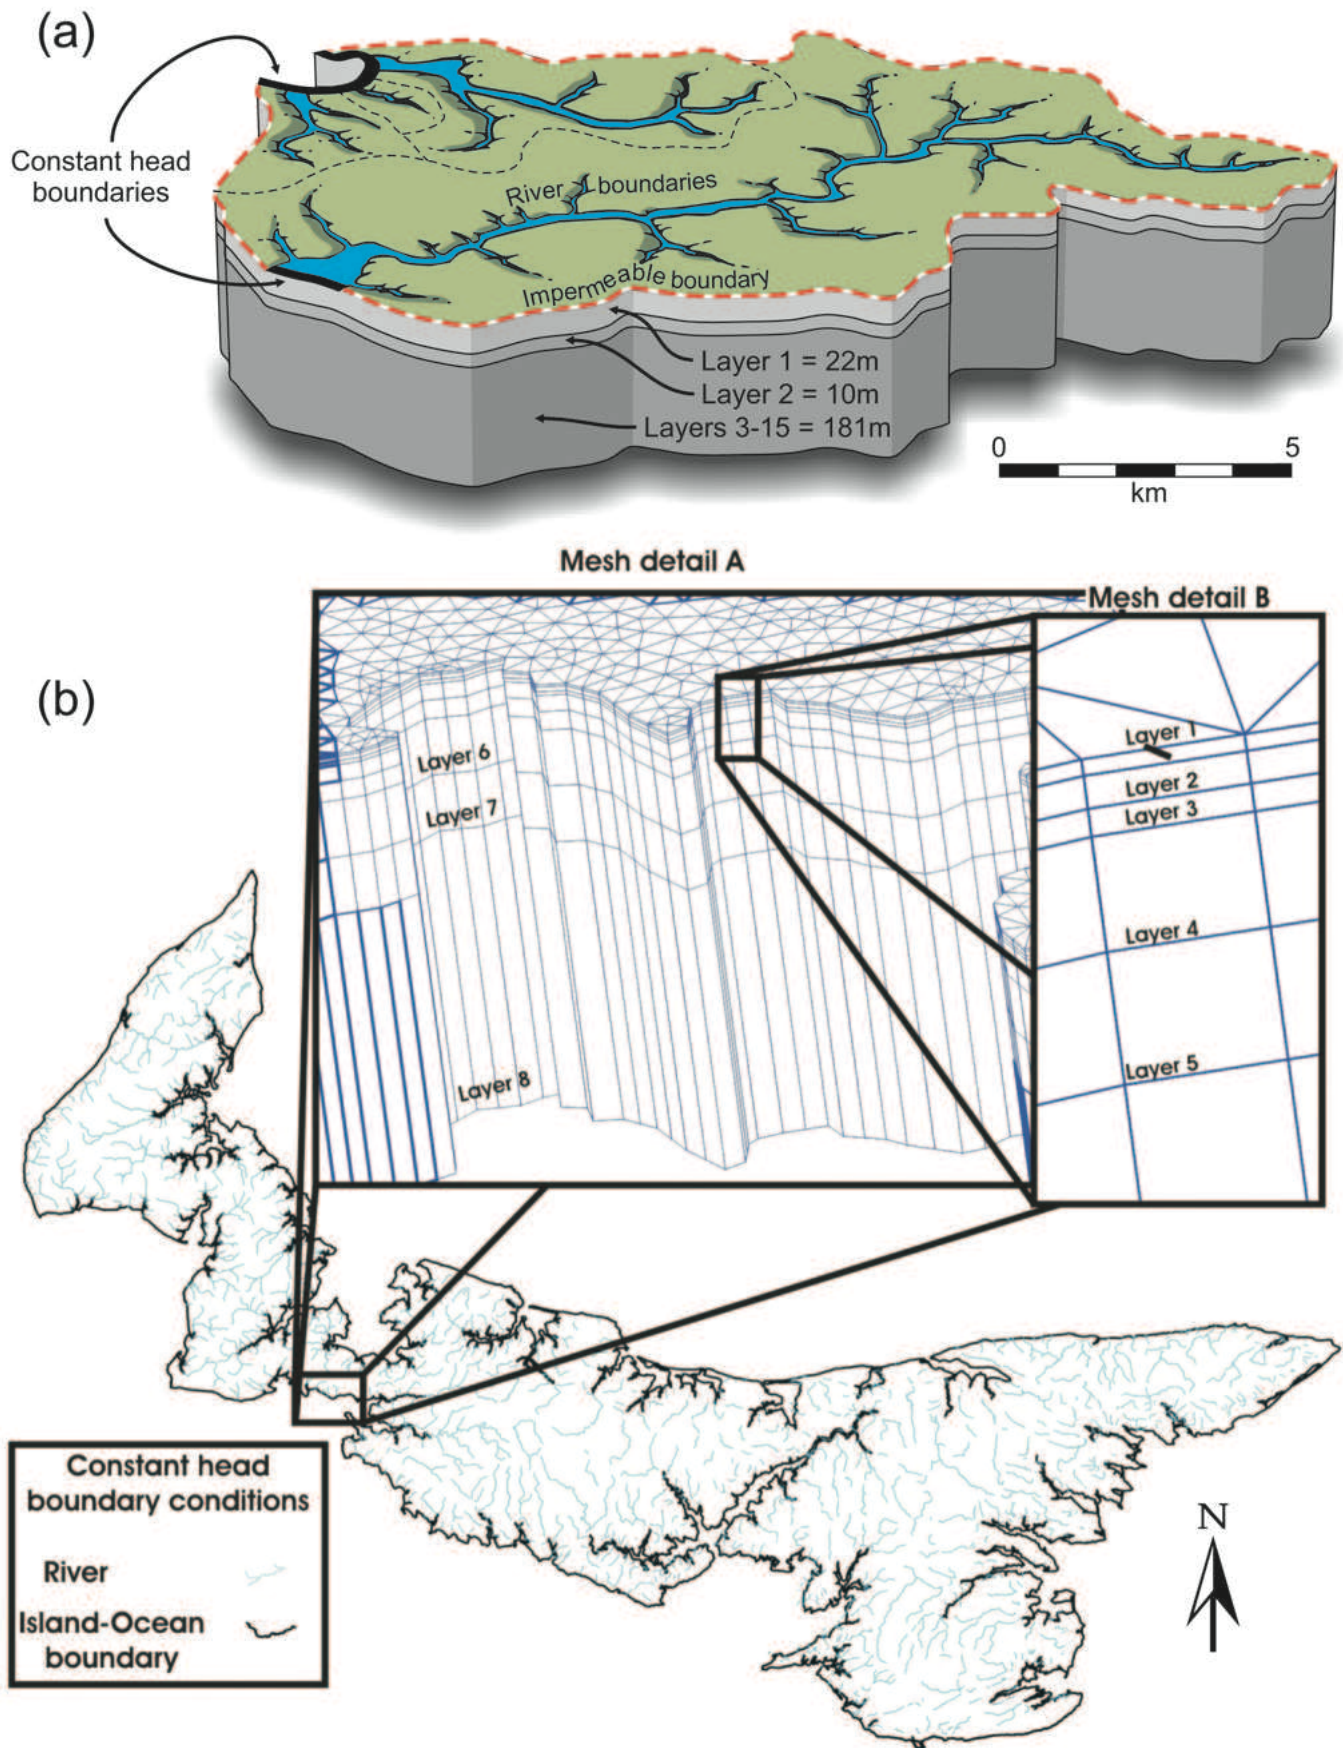 (a)
Constant head
boundaries
River boundaries
Impermeable boundary
Layer 1 = 22m
Layer 2 = 10m
Layers 3-15 = 181m
0 5
km
Mesh detail A
Mesh detail B
(b)
Layer 6
Layer 7
Layer 8
Layer 1
Layer 2
Layer 3
Layer 4
Layer 5
Constant head
boundary conditions
River
Island-Ocean
boundary
N